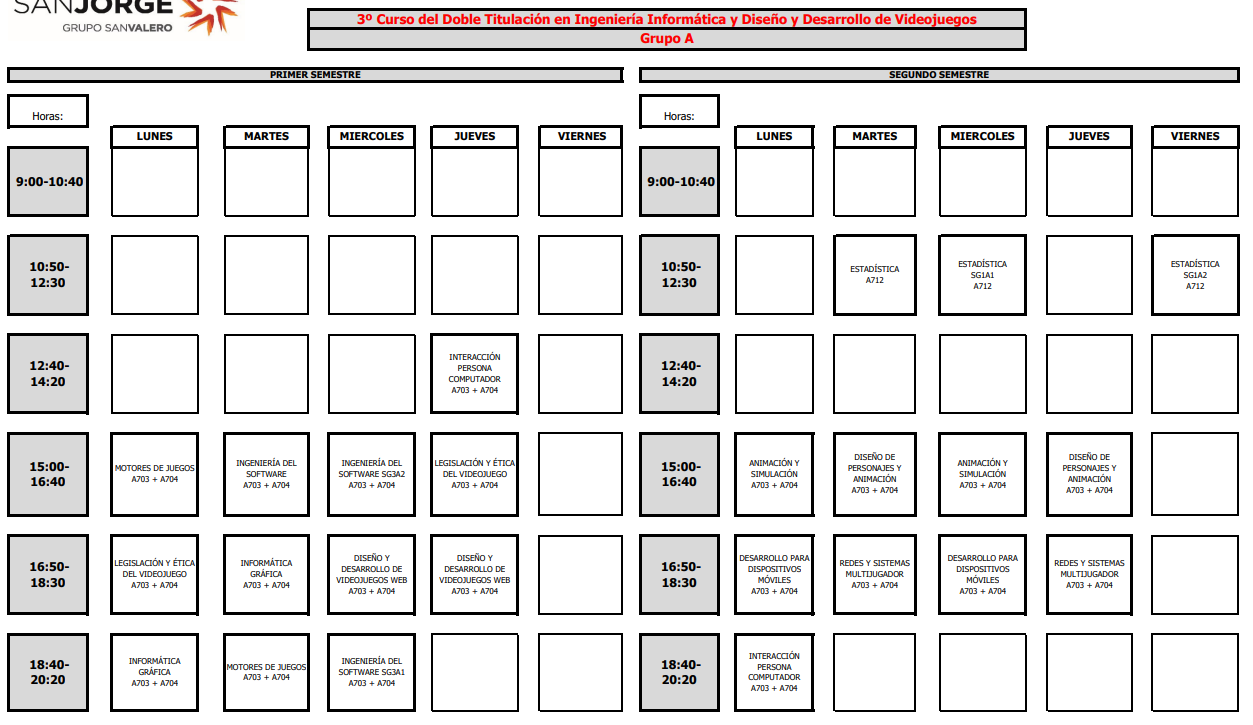 SANJORGE
GRUPO SANVALERO
3º Curso del Doble Titulación en Ingeniería Informática y Diseño y Desarrollo de Videojuegos
Grupo A
PRIMER SEMESTRE
Horas:
LUNES MARTES MIERCOLES JUEVES VIERNES
9:00-10:40
10:50-
12:30
12:40-
14:20
INTERACCIÓN
PERSONA
COMPUTADOR
A703 + A704
15:00-
16:40
MOTORES DE JUEGOS
A703 + A704
INGENIERÍA DEL
SOFTWARE
A703 + A704
INGENIERÍA DEL
SOFTWARE SG3A2
A703 + A704
LEGISLACIÓN Y ÉTICA
DEL VIDEOJUEGO
A703 + A704
16:50-
18:30
LEGISLACIÓN Y ÉTICA
DEL VIDEOJUEGO
A703 + A704
INFORMÁTICA
GRÁFICA
A703 + A704
DISEÑO Y
DESARROLLO DE
VIDEOJUEGOS WEB
A703 + A704
DISEÑO Y
DESARROLLO DE
VIDEOJUEGOS WEB
A703 + A704
18:40-
20:20
INFORMÁTICA
GRÁFICA
A703 + A704
MOTORES DE JUEGOS
A703 + A704
INGENIERÍA DEL
SOFTWARE SG3A1
A703 + A704
SEGUNDO SEMESTRE
Horas:
LUNES MARTES MIERCOLES JUEVES VIERNES
9:00-10:40
10:50-
12:30
ESTADÍSTICA
A712
ESTADÍSTICA
SG1A1
A712
ESTADÍSTICA
SG1A2
A712
12:40-
14:20
15:00-
16:40
ANIMACIÓN Y
SIMULACIÓN
A703 + A704
DISEÑO DE
PERSONAJES Y
ANIMACIÓN
A703 + A704
ANIMACIÓN Y
SIMULACIÓN
A703 + A704
DISEÑO DE
PERSONAJES Y
ANIMACIÓN
A703 + A704
16:50-
18:30
DESARROLLO PARA
DISPOSITIVOS
MÓVILES
A703 + A704
REDES Y SISTEMAS
MULTIJUGADOR
A703 + A704
DESARROLLO PARA
DISPOSITIVOS
MÓVILES
A703 + A704
REDES Y SISTEMAS
MULTIJUGADOR
A703 + A704
18:40-
20:20
INTERACCIÓN
PERSONA
COMPUTADOR
A703 + A704